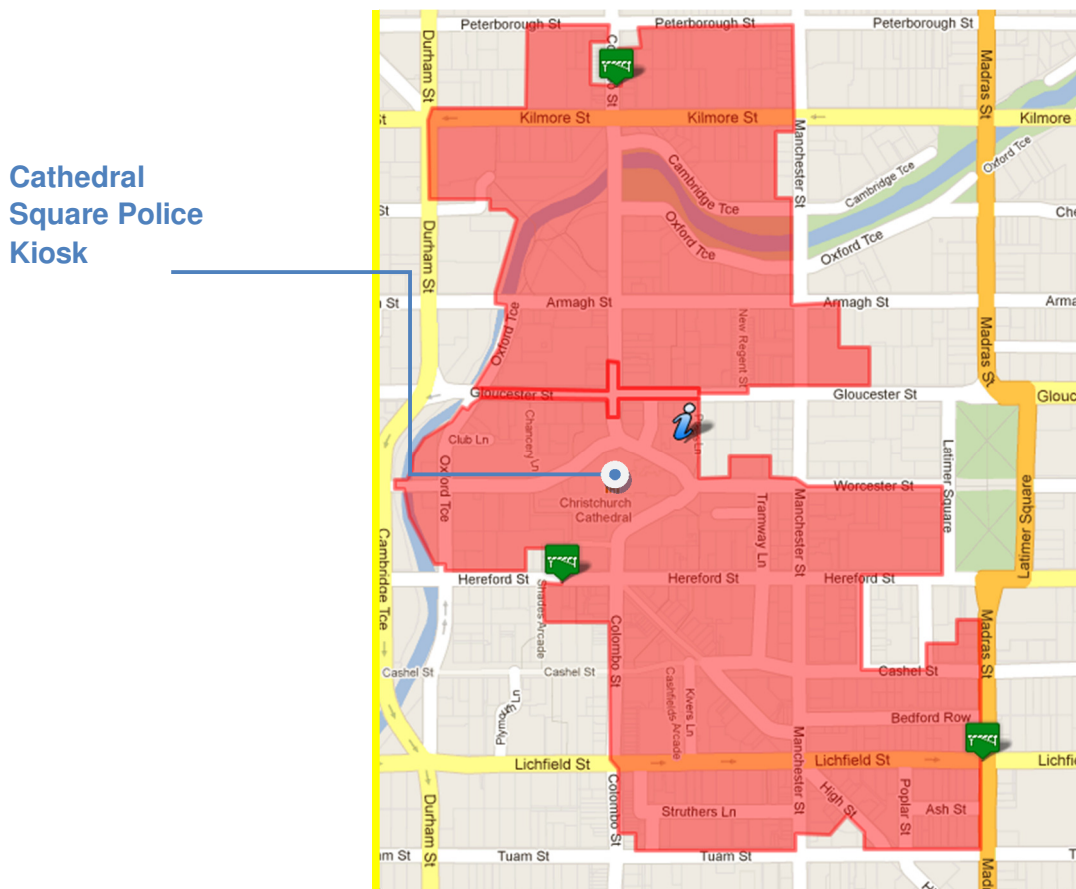 Cathedral
Square Police
Kiosk
Peterborough St
Peterborough St
Peterborough St
Durham St
Madras St
St
Kilmore St
Kilmore St
Kilmore
Manchester St
Cambridge Tce
Oxford Tce
Cambridge Tce
Oxford Tce
Oxford Tce
St
Durham St
St
Armagh St
Armagh St
New Regent St
Oxford Tce
Madras St
Gloucester St
Gloucester St
Club Ln
Chancery Ln
Oxford Tce
Latimer Square
Latimer Square
Worcester St
Christchurch
Cathedral
Tramway Ln
Manchester St
Cambridge Tce
Hereford St
Hereford St
Hereford St
Shades Arcade
Colombo St
Madras St
Cashel St
Cashel St
Cashel St
Plymouth Ln
Cashfields Arcade
Kivers Ln
Bedford Row
Manchester St
Lichfield St
Lichfield St
Durham St
Colombo St
Struthers Ln
High St
Poplar St
Ash St
St
Tuam St
Tuam St